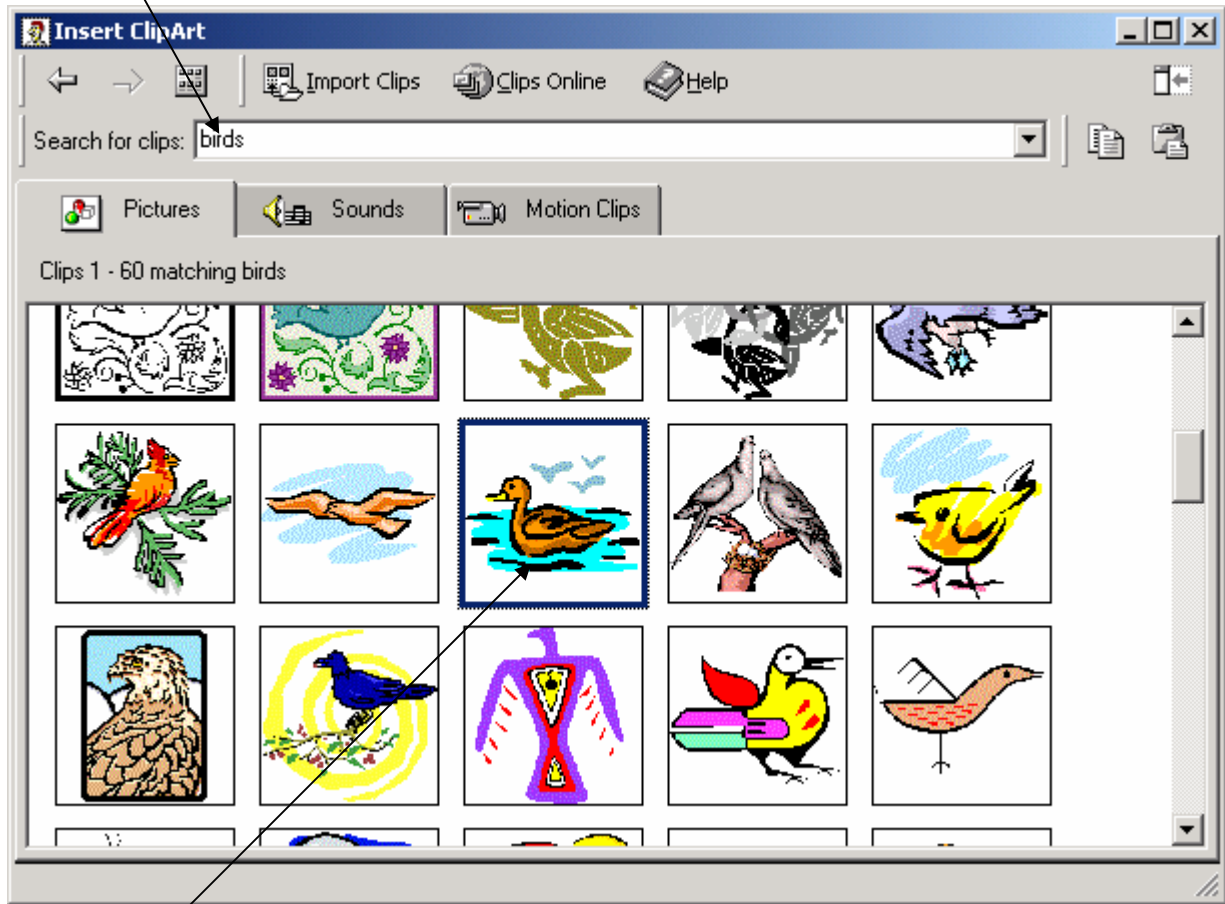 Insert ClipArt
Import Clips Clips Online Help
Search for clips: birds
Pictures Sounds Motion Clips
Clips 1 - 60 matching birds